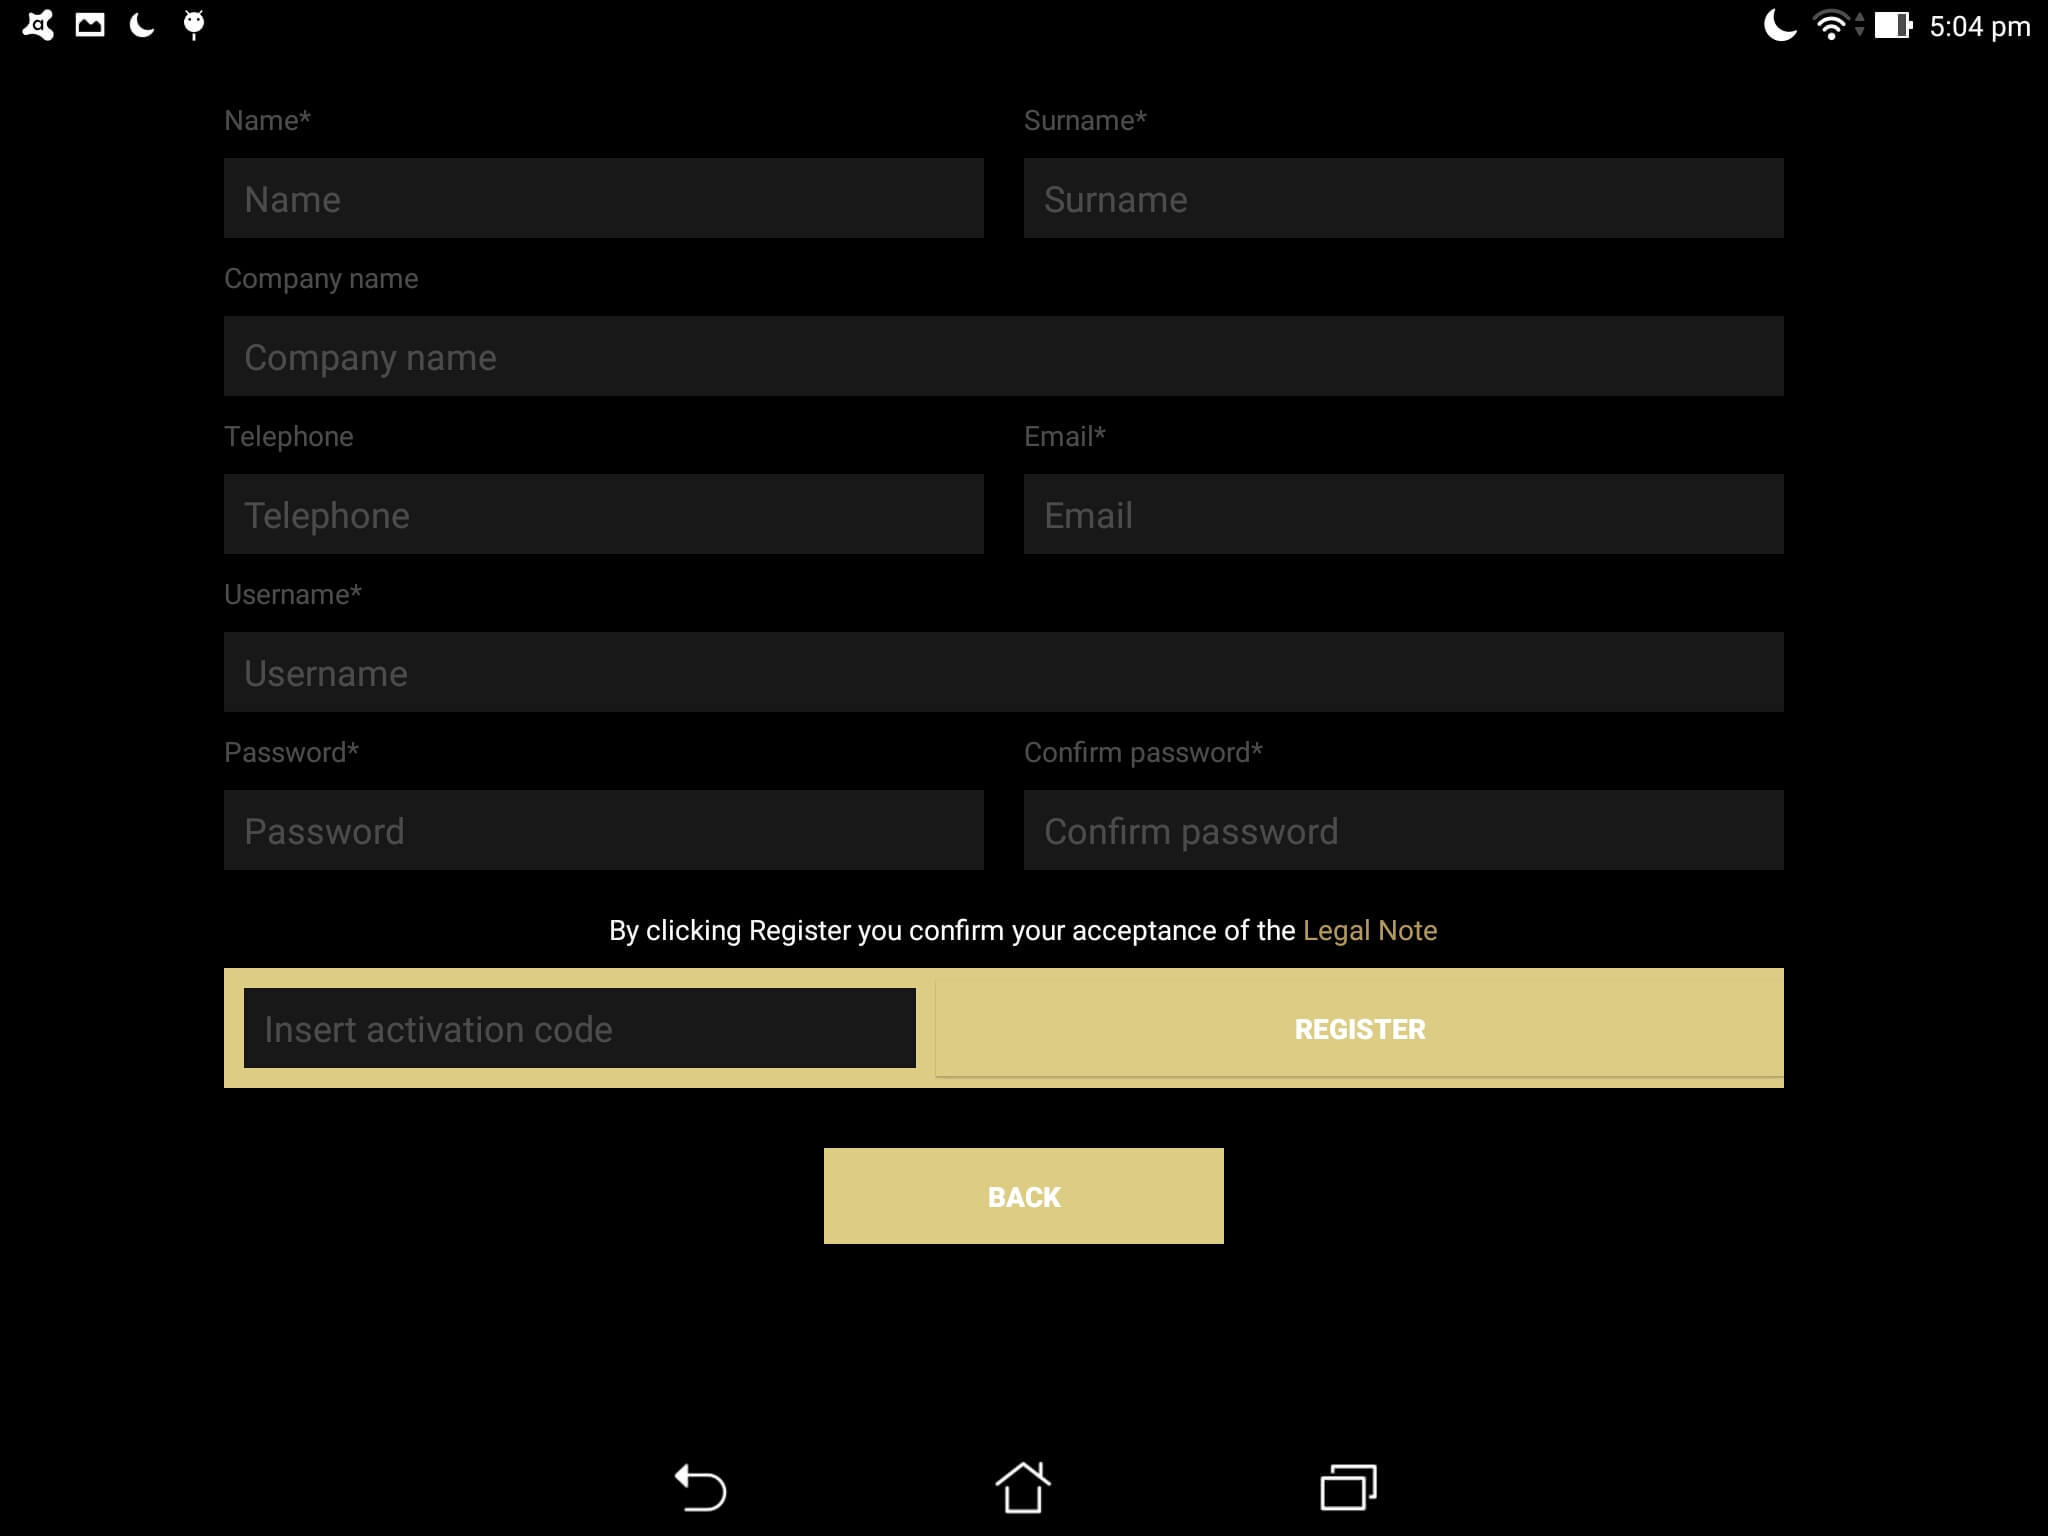 5:04 pm
Name* Surname*
Name Surname
Company name
Company name
Telephone Email*
Telephone Email
Username*
Username
Password* Confirm password*
Password Confirm password
By clicking Register you confirm your acceptance of the Legal Note
Insert activation code REGISTER
BACK